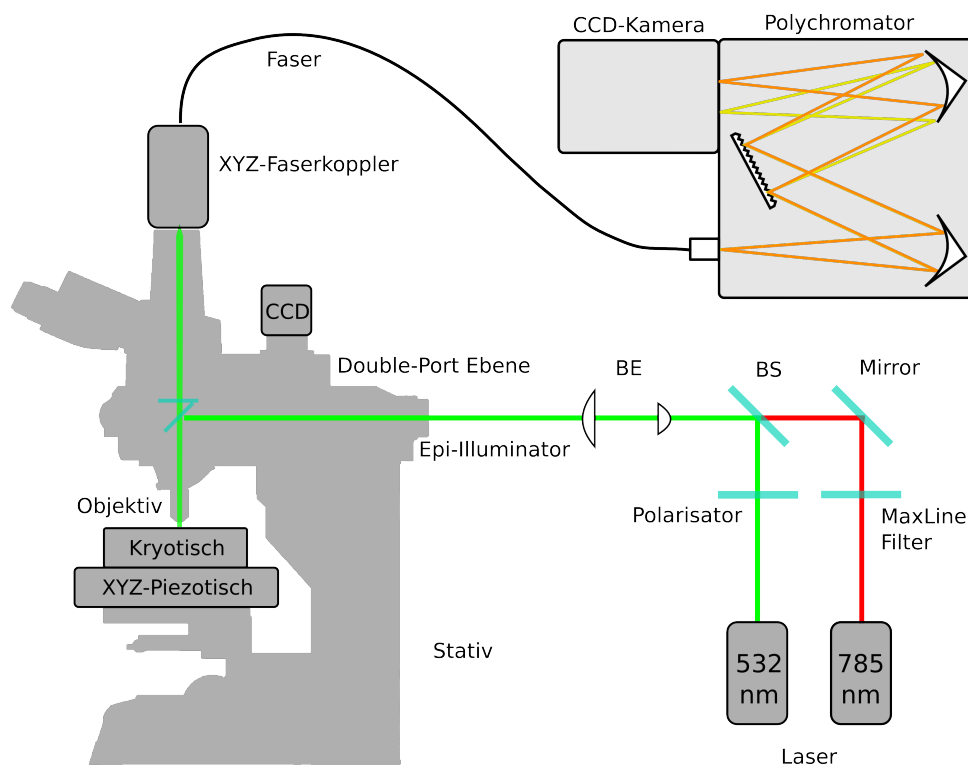 CCD-Kamera
Polychromator
Faser
XYZ-Faserkoppler
CCD
Double-Port Ebene
BE
BS
Mirror
Epi-Illuminator
Objektiv
Polarisator
MaxLine
Filter
Kryotisch
XYZ-Piezotisch
Stativ
532
nm
785
nm
Laser